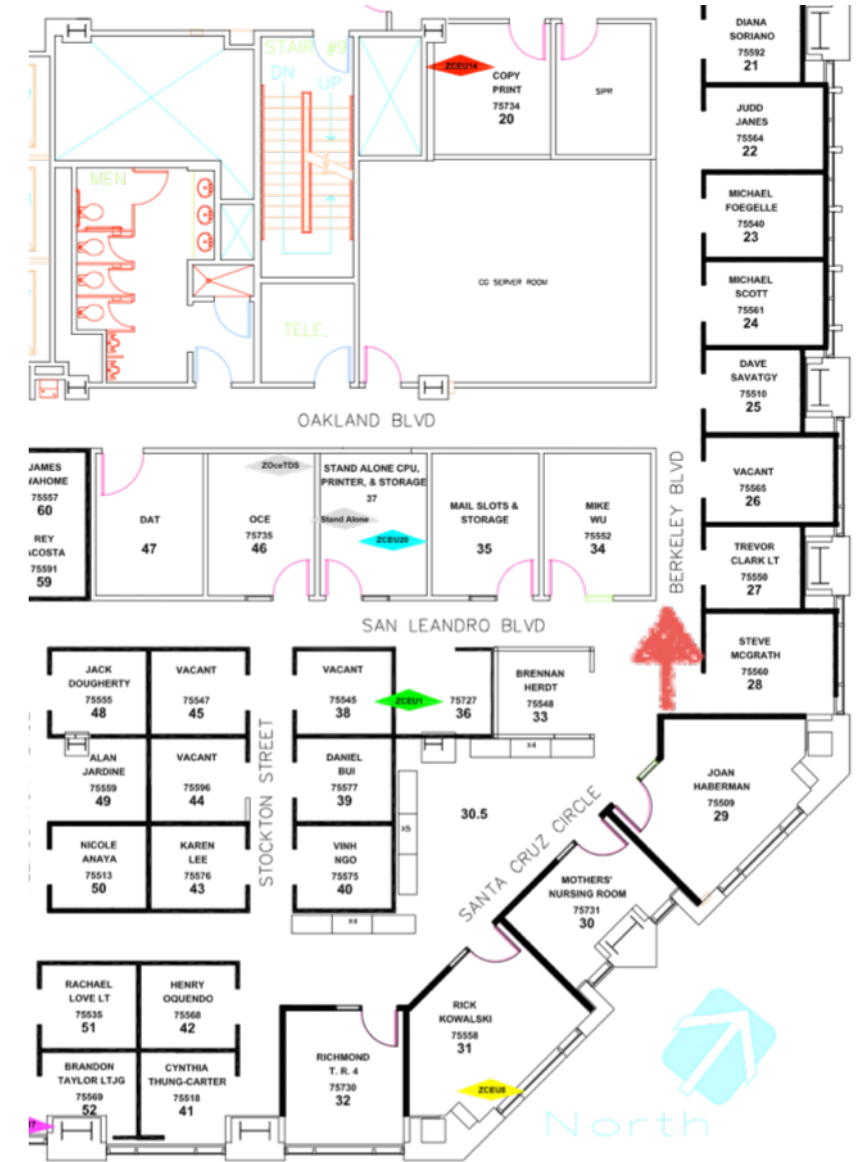 DIANA
SORIANO
75592
21
STAIR #9
DN
UP
ZCEU14
COPY
PRINT
75734
20
SIPR
JUDD
JANES
75564
22
MEN
MICHAEL
FOEGELLE
75540
23
CG SERVER ROOM
MICHAEL
SCOTT
75561
24
TELE.
DAVE
SAVATGY
75510
25
OAKLAND BLVD
BERKELEY BLVD
JAMES
WAHOME
75557
60
REY
ACOSTA
75591
59
DAT
47
ZOceTDS
OCE
75735
46
STAND ALONE CPU,
PRINTER, & STORAGE
37
Stand Alone
ZCEU20
MAIL SLOTS &
STORAGE
35
MIKE
WU
75552
34
VACANT
75565
26
TREVOR
CLARK LT
75550
27
SAN LEANDRO BLVD
STEVE
MCGRATH
75560
28
JACK
DOUGHERTY
75555
48
VACANT
75547
45
VACANT
75545
38
ZCEU1
75727
36
BRENNAN
HERDT
75548
33
X4
ALAN
JARDINE
75559
49
VACANT
75596
44
STOCKTON STREET
DANIEL
BUI
75577
39
X5
30.5
SANTA CRUZ CIRCLE
JOAN
HABERMAN
75509
29
NICOLE
ANAYA
75513
50
KAREN
LEE
75576
43
VINH
NGO
75575
40
X4
MOTHERS'
NURSING ROOM
75731
30
RACHAEL
LOVE LT
75535
51
HENRY
OQUENDO
75568
42
RICK
KOWALSKI
75558
31
ZCEU8
BRANDON
TAYLOR LTJG
75569
52
CYNTHIA
THUNG-CARTER
75518
41
RICHMOND
T. R. 4
75730
32
North